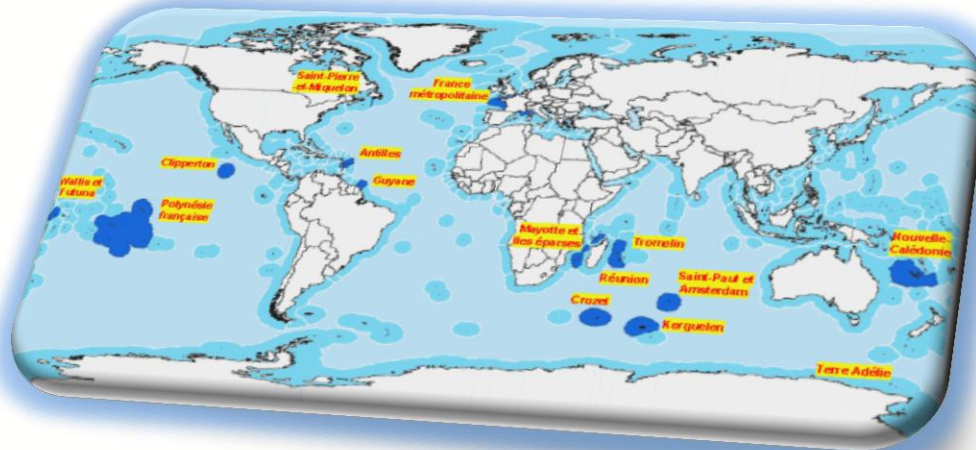 Saint-Pierre
et-Miquelon
France
métropolitaine
Antilles
Clipperton
Guyane
Wallis et
Futuna
Polynésie
française
Mayotte et
Iles éparses
Tromelin
Nouvelle-
Calédonie
Réunion
Saint-Paul et
Amsterdam
Crozet
Kerguelen
Terre Adélie